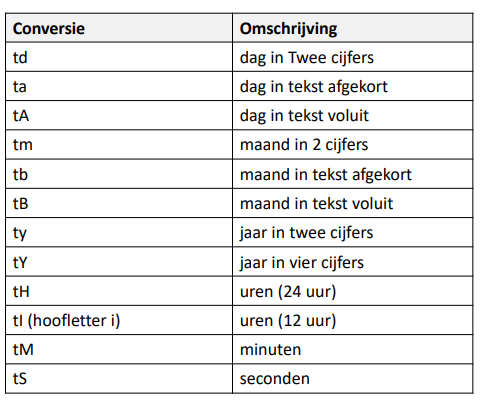 Conversie Omschrijving
td dag in Twee cijfers
ta dag in tekst afgekort
tA dag in tekst voluit
tm maand in 2 cijfers
tb maand in tekst afgekort
tB maand in tekst voluit
ty jaar in twee cijfers
tY jaar in vier cijfers
tH uren (24 uur)
tI (hoofletter i) uren (12 uur)
tM minuten
tS seconden